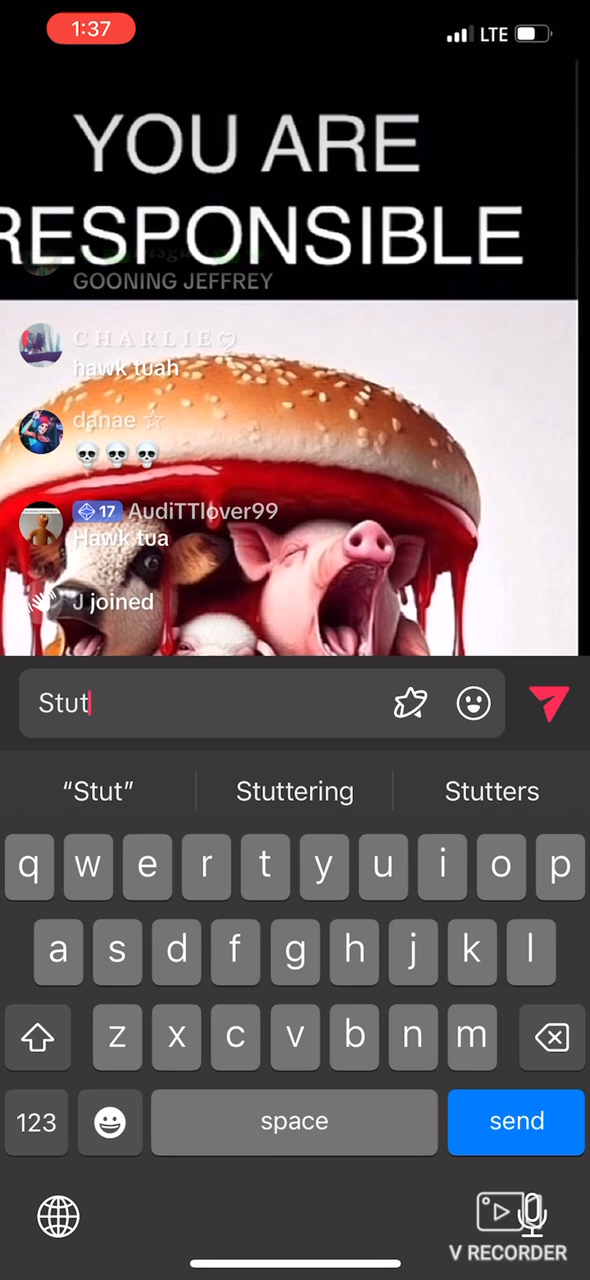 1:37
LTE
YOU ARE
RESPONSIBLE
GOONING JEFFREY
CHARLIE
hawk tuah
danae ☆
💀💀💀
17 AudiTTlover99
Hawk tua
J joined
Stut
“Stut” Stuttering Stutters
q w e r t y u i o p
a s d f g h j k l
z x c v b n m
123 space send
V RECORDER